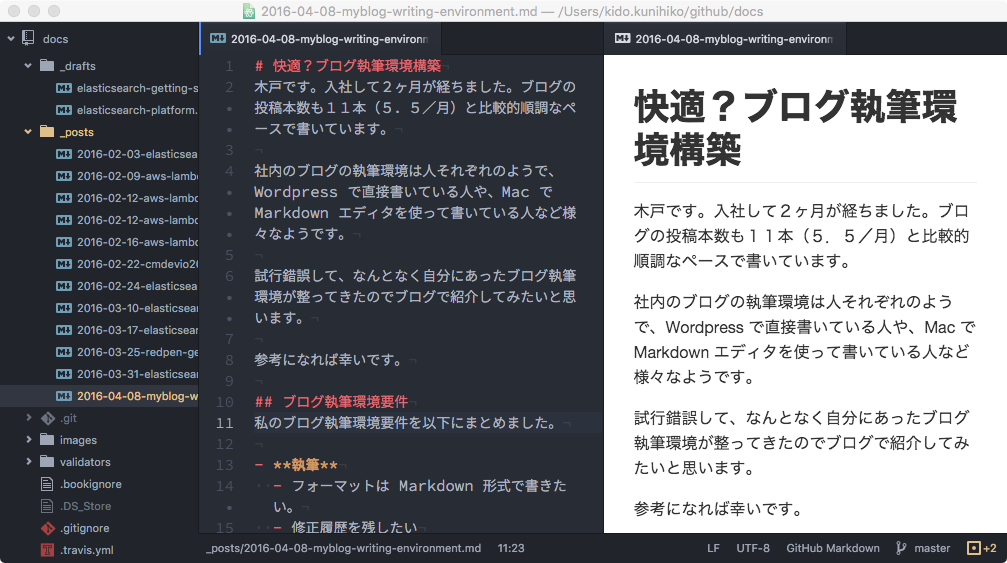 2016-04-08-myblog-writing-environment.md — /Users/kido.kunihiko/github/docs
docs
_drafts
elasticsearch-getting-s
elasticsearch-platform.
_posts
2016-02-03-elasticsea
2016-02-09-aws-lambd
2016-02-12-aws-lambd
2016-02-12-aws-lambd
2016-02-16-aws-lambd
2016-02-22-cmdevio20
2016-02-24-elasticsea
2016-03-10-elasticsear
2016-03-17-elasticsear
2016-03-25-redpen-ge
2016-03-31-elasticsear
2016-04-08-myblog-w
.git
images
validators
.bookignore
.DS_Store
.gitignore
.travis.yml
2016-04-08-myblog-writing-environm
1 # 快適？ブログ執筆環境構築
2 木戸です。入社して２ヶ月が経ちました。ブログの
投稿本数も１１本（５．５／月）と比較的順調なペ
ースで書いています。
3
4 社内のブログの執筆環境は人それぞれのようで、
Wordpress で直接書いている人や、Mac で
Markdown エディタを使って書いている人など様
々なようです。
5
6 試行錯誤して、なんとなく自分にあったブログ執筆
環境が整ってきたのでブログで紹介してみたいと思
います。
7
8 参考になれば幸いです。
9
10 ## ブログ執筆環境要件
11 私のブログ執筆環境要件を以下にまとめました。
12
13 - **執筆**
14 - フォーマットは Markdown 形式で書きた
い。
15 - 修正履歴を残したい
2016-04-08-myblog-writing-environm
快適？ブログ執筆環
境構築
木戸です。入社して２ヶ月が経ちました。ブロ
グの投稿本数も１１本（５．５／月）と比較的
順調なペースで書いています。
社内のブログの執筆環境は人それぞれのよう
で、Wordpress で直接書いている人や、Mac で
Markdown エディタを使って書いている人など
様々なようです。
試行錯誤して、なんとなく自分にあったブログ
執筆環境が整ってきたのでブログで紹介してみ
たいと思います。
参考になれば幸いです。
_posts/2016-04-08-myblog-writing-environment.md 11:23 LF UTF-8 GitHub Markdown master +2